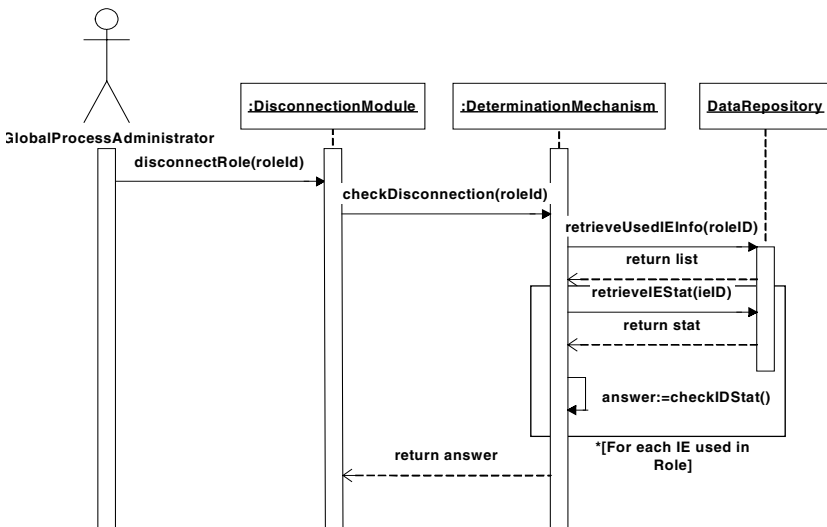 :DisconnectionModule
:DeterminationMechanism
DataRepository
GlobalProcessAdministrator
disconnectRole(roleId)
checkDisconnection(roleId)
retrieveUsedIEInfo(roleID)
return list
retrieveIEStat(ieID)
return stat
answer:=checkIDStat()
*[For each IE used in
Role]
return answer